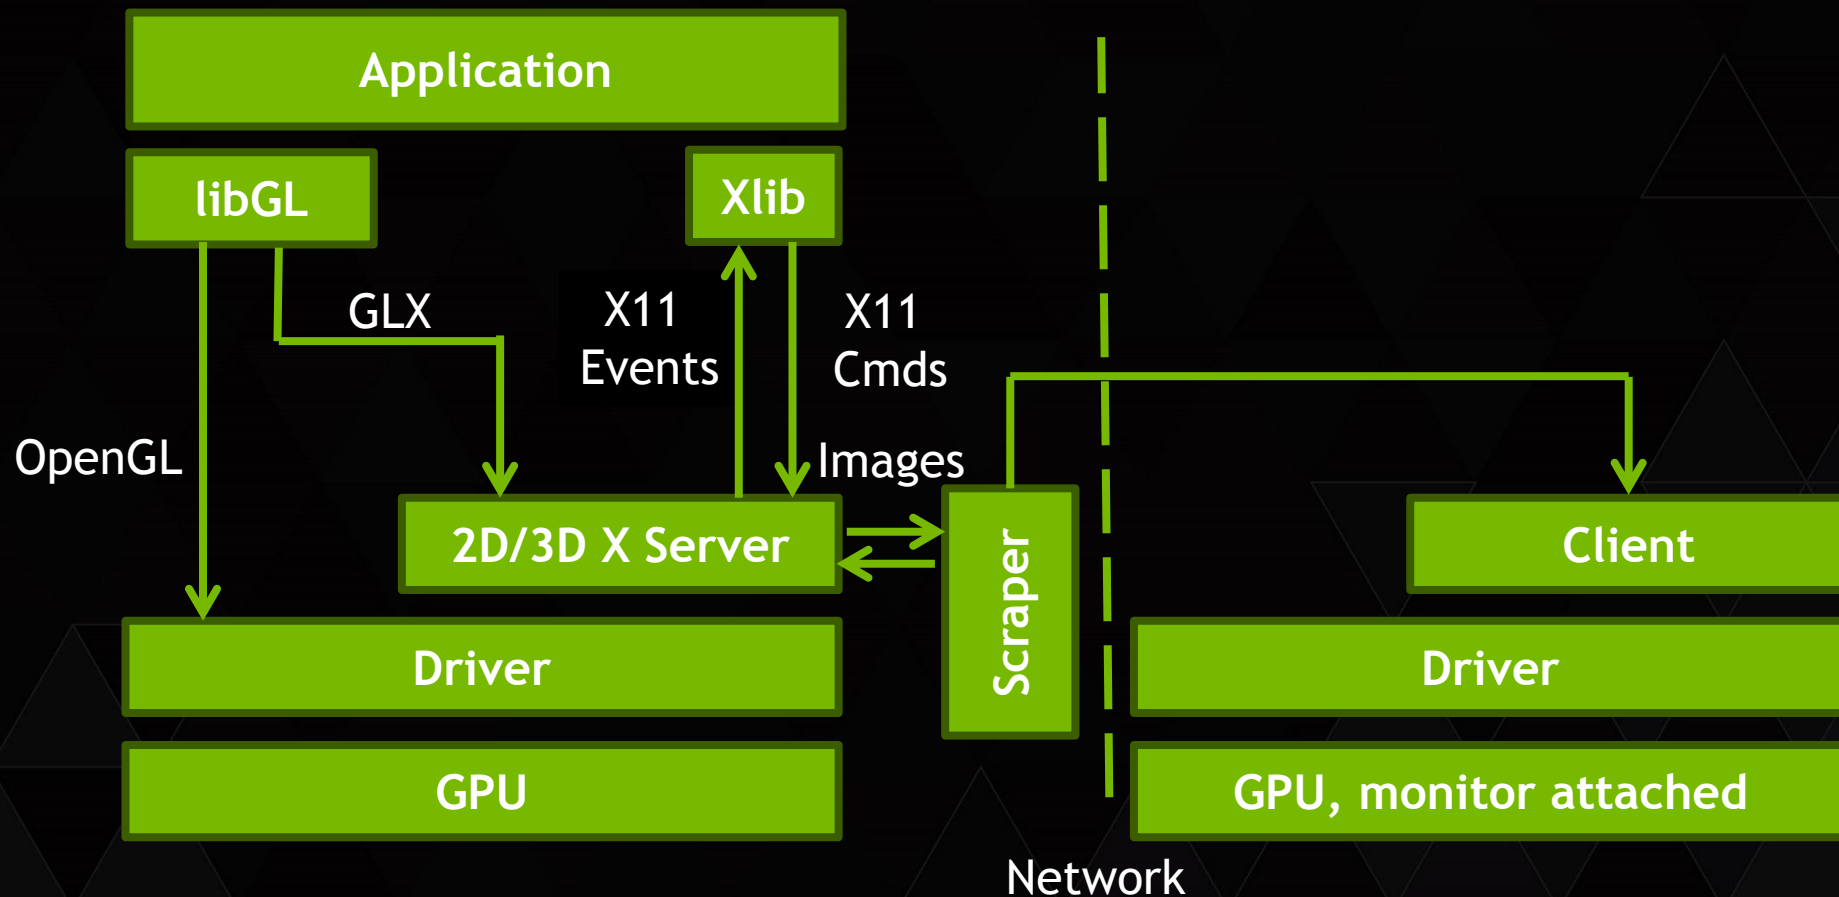 Application
libGL
Xlib
GLX
X11
Events
X11
Cmds
OpenGL
Images
2D/3D X Server
Scraper
Client
Driver
Driver
GPU
GPU, monitor attached
Network